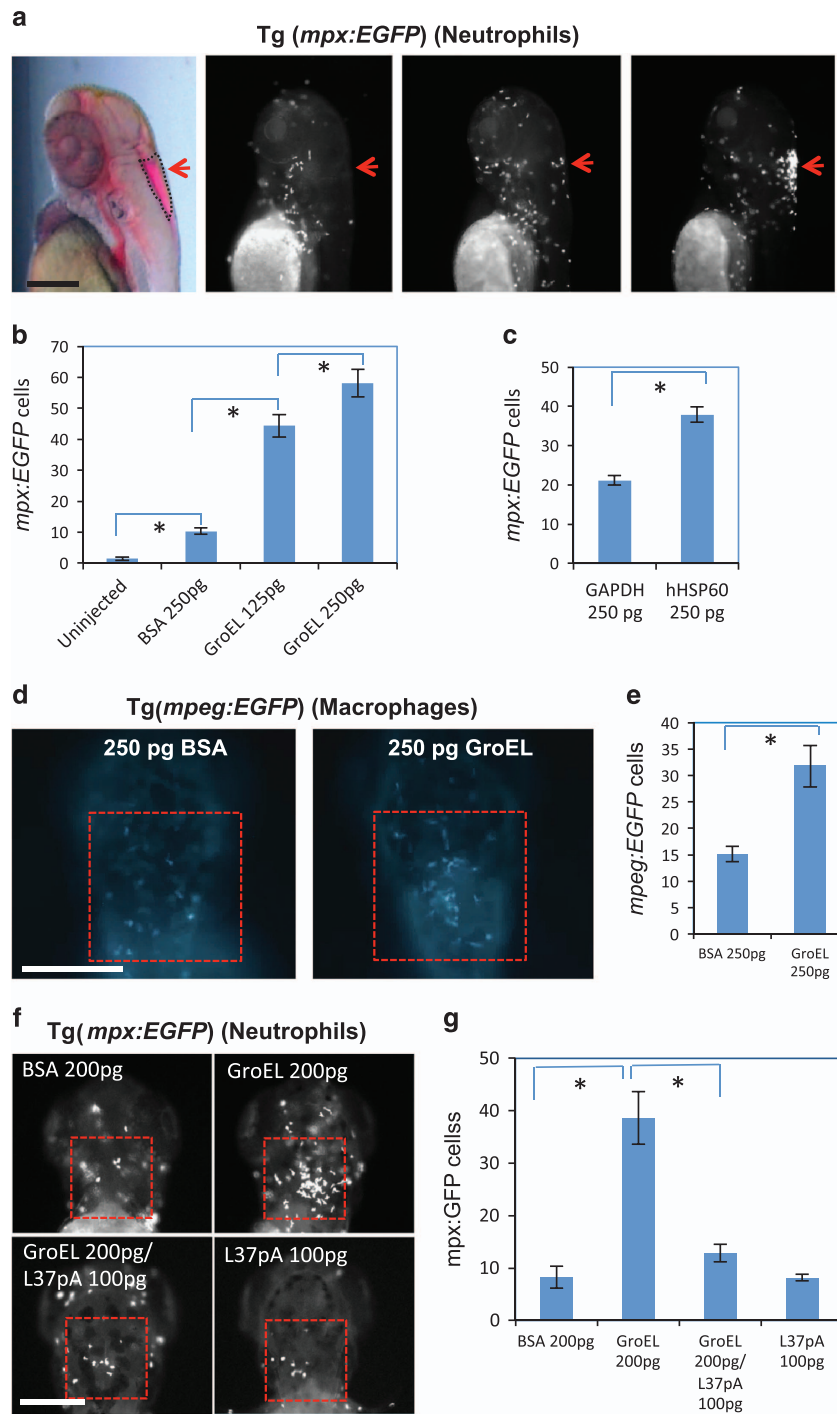 a
Tg (mpx:EGFP) (Neutrophils)
b
mpx:EGFP cells
70
60
50
40
30
20
10
0
*
*
*
Uninjected
BSA 250pg
GroEL 125pg
GroEL 250pg
c
mpx:EGFP cells
50
40
30
20
10
0
*
GAPDH
250 pg
hHSP60
250 pg
d
Tg(mpeg:EGFP) (Macrophages)
250 pg BSA
250 pg GroEL
e
mpeg:EGFP cells
40
35
30
25
20
15
10
5
0
*
BSA 250pg
GroEL
250pg
f
Tg(mpx:EGFP) (Neutrophils)
BSA 200pg
GroEL 200pg
GroEL 200pg/
L37pA 100pg
L37pA 100pg
g
mpx:GFP cellss
50
40
30
20
10
0
*
*
BSA 200pg
GroEL
200pg
GroEL
200pg/
L37pA
100pg
L37pA
100pg